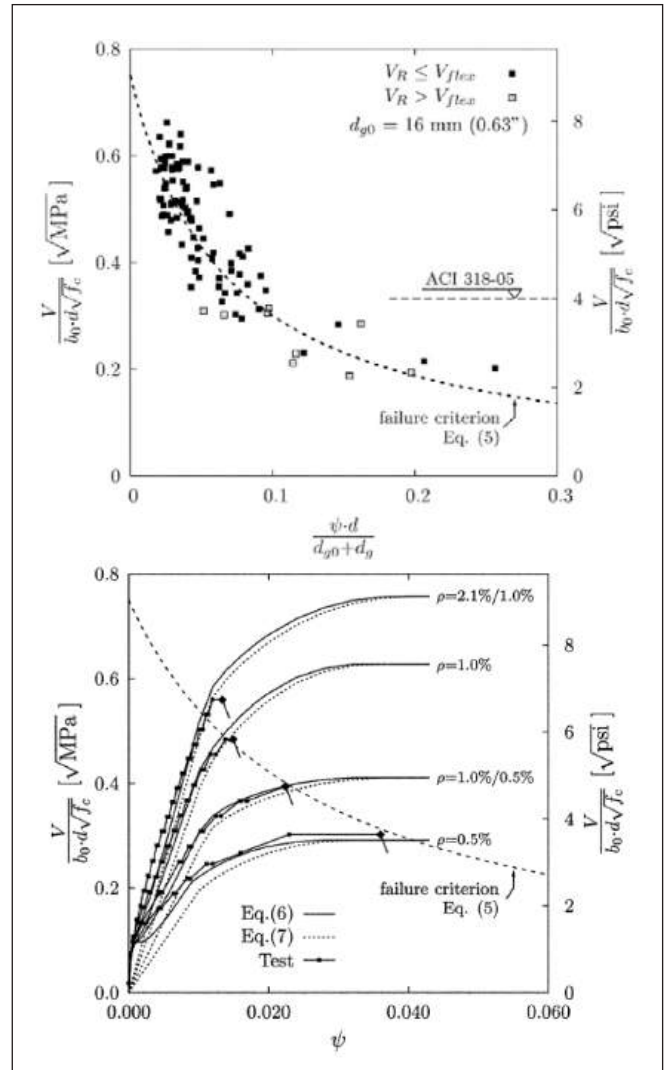 0.8
V_R ≤ V_flex
V_R > V_flex
d_g0 = 16 mm (0.63")
8
0.6
V / b_0·d√f_c [√MPa]
6
V / b_0·d√f_c [√psi]
0.4
ACI 318-05
4
0.2
2
failure criterion
Eq. (5)
0
0
0
0.1
0.2
0.3
ψ·d / d_g0+d_g
0.8
ρ=2.1%/1.0%
8
0.6
ρ=1.0%
V / b_0·d√f_c [√MPa]
6
V / b_0·d√f_c [√psi]
0.4
ρ=1.0%/0.5%
4
ρ=0.5%
0.2
failure criterion
Eq. (5)
Eq.(6)
Eq.(7)
Test
2
0.0
0
0.000
0.020
0.040
0.060
ψ